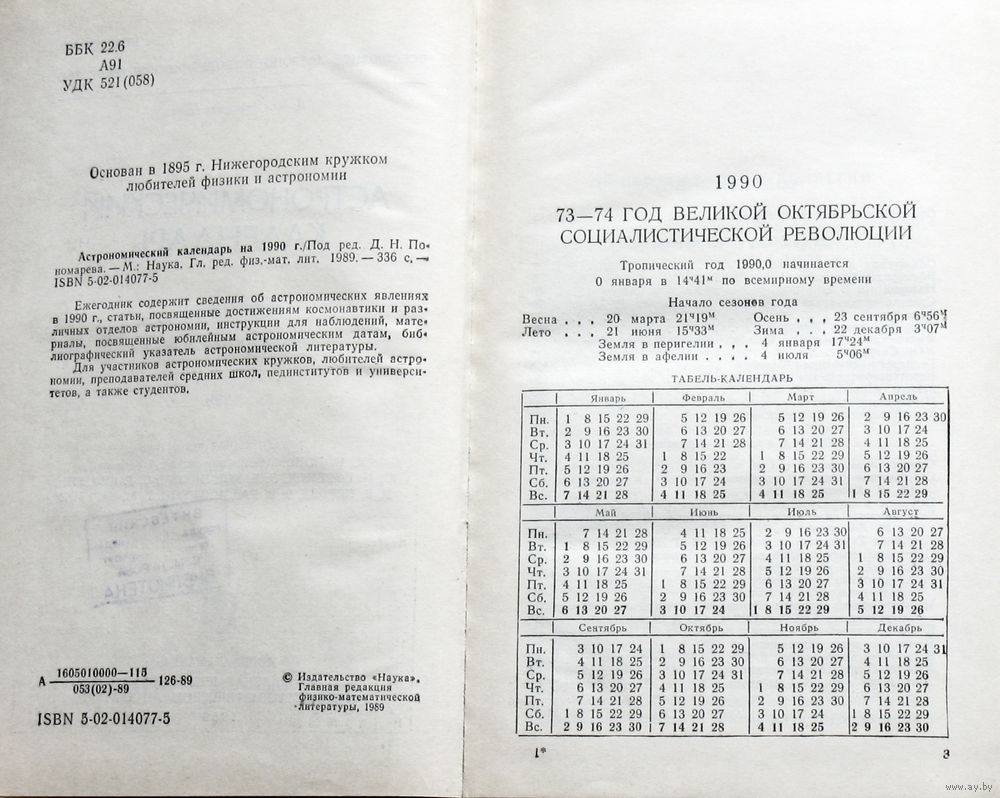 ББК 22.6
А91
УДК 521(058)
Основан в 1895 г. Нижегородским кружком
любителей физики и астрономии
Астрономический календарь на 1990 г./Под ред. Д. Н. По-
номарева.—М.: Наука. Гл. ред. физ.-мат. лит. 1989.—336 с.—
ISBN 5-02-014077-5
Ежегодник содержит сведения об астрономических явлениях
в 1990 г., статьи, посвященные достижениям космонавтики и раз-
личных отделов астрономии, инструкции для наблюдений, мате-
риалы, посвященные юбилейным астрономическим датам, биб-
лиографический указатель астрономической литературы.
Для участников астрономических кружков, любителей астро-
номии, преподавателей средних школ, пединститутов и универси-
тетов, а также студентов.
А 1605010000—115
053(02)-89 126-89
ISBN 5-02-014077-5
© Издательство «Наука».
Главная редакция
физико-математической
литературы, 1989
1990
73—74 ГОД ВЕЛИКОЙ ОКТЯБРЬСКОЙ
СОЦИАЛИСТИЧЕСКОЙ РЕВОЛЮЦИИ
Тропический год 1990,0 начинается
0 января в 14ч41м по всемирному времени
Начало сезонов года
Весна . . . 20 марта 21ч19м Осень . . . 23 сентября 6ч56м
Лето . . . 21 июня 15ч33м Зима . . . 22 декабря 3ч07м
Земля в перигелии . . . 4 января 17ч24м
Земля в афелии . . . . 4 июля 5ч06м
ТАБЕЛЬ-КАЛЕНДАРЬ
Январь Февраль Март Апрель
Пн. 1 8 15 22 29 5 12 19 26 5 12 19 26 2 9 16 23 30
Вт. 2 9 16 23 30 6 13 20 27 6 13 20 27 3 10 17 24
Ср. 3 10 17 24 31 7 14 21 28 7 14 21 28 4 11 18 25
Чт. 4 11 18 25 1 8 15 22 1 8 15 22 29 5 12 19 26
Пт. 5 12 19 26 2 9 16 23 2 9 16 23 30 6 13 20 27
Сб. 6 13 20 27 3 10 17 24 3 10 17 24 31 7 14 21 28
Вс. 7 14 21 28 4 11 18 25 4 11 18 25 1 8 15 22 29
Май Июнь Июль Август
Пн. 7 14 21 28 4 11 18 25 2 9 16 23 30 6 13 20 27
Вт. 1 8 15 22 29 5 12 19 26 3 10 17 24 31 7 14 21 28
Ср. 2 9 16 23 30 6 13 20 27 4 11 18 25 1 8 15 22 29
Чт. 3 10 17 24 31 7 14 21 28 5 12 19 26 2 9 16 23 30
Пт. 4 11 18 25 1 8 15 22 29 6 13 20 27 3 10 17 24 31
Сб. 5 12 19 26 2 9 16 23 30 7 14 21 28 4 11 18 25
Вс. 6 13 20 27 3 10 17 24 1 8 15 22 29 5 12 19 26
Сентябрь Октябрь Ноябрь Декабрь
Пн. 3 10 17 24 1 8 15 22 29 5 12 19 26 3 10 17 24 31
Вт. 4 11 18 25 2 9 16 23 30 6 13 20 27 4 11 18 25
Ср. 5 12 19 26 3 10 17 24 31 7 14 21 28 5 12 19 26
Чт. 6 13 20 27 4 11 18 25 1 8 15 22 29 6 13 20 27
Пт. 7 14 21 28 5 12 19 26 2 9 16 23 30 7 14 21 28
Сб. 1 8 15 22 29 6 13 20 27 3 10 17 24 1 8 15 22 29
Вс. 2 9 16 23 30 7 14 21 28 4 11 18 25 2 9 16 23 30
1*
3
www.ay.by